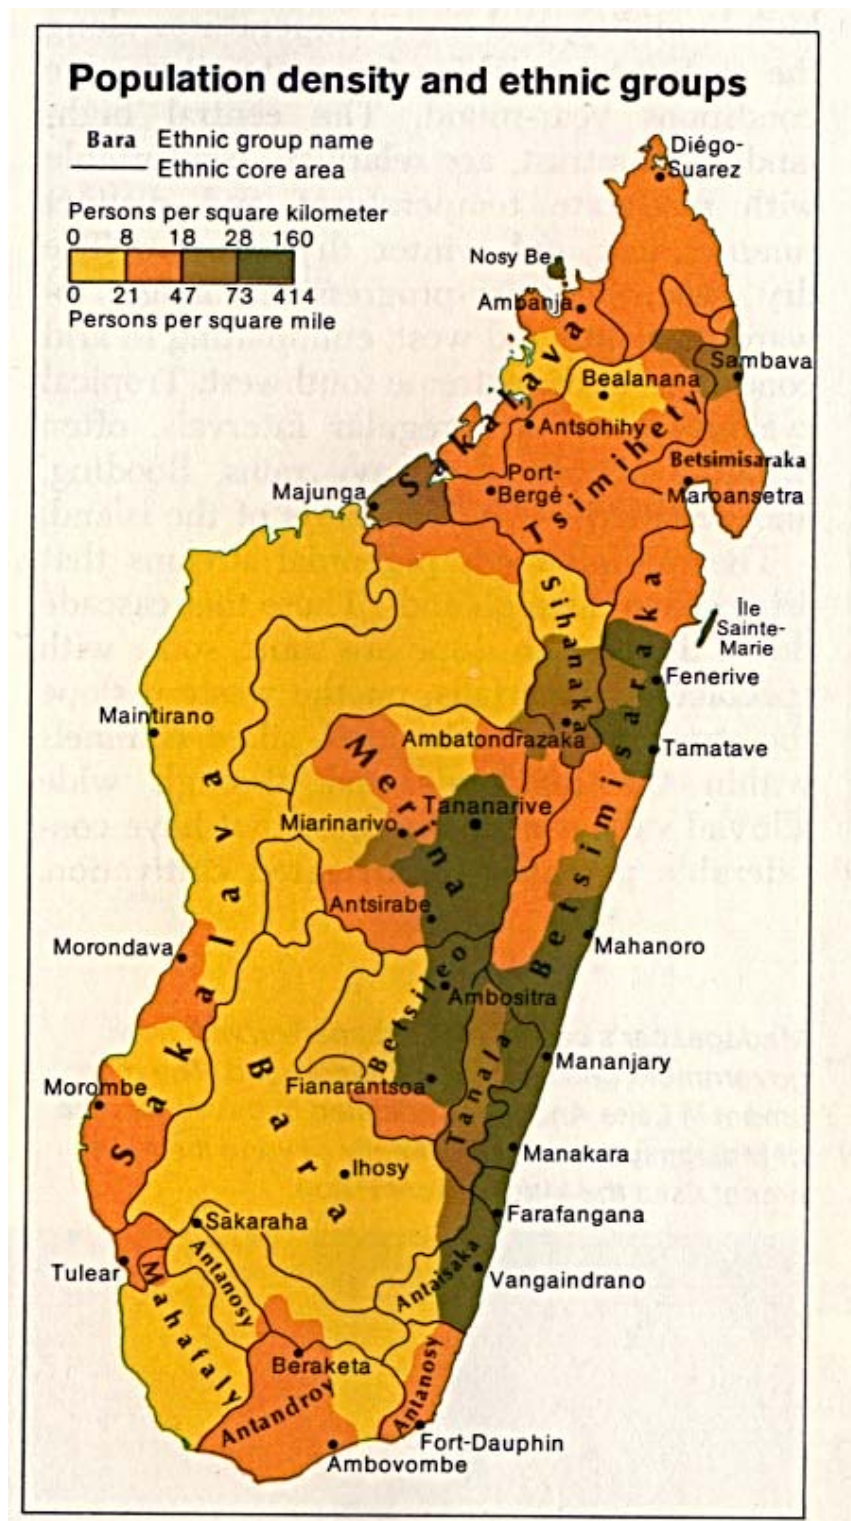 Population density and ethnic groups
Bara Ethnic group name
Ethnic core area
Persons per square kilometer
0 8 18 28 160
0 21 47 73 414
Persons per square mile
Diégo-
Suarez
Nosy Be
Ambanja
Sambava
Bealanana
Sakalava
Antsohihy
Tsimihety
Betsimisaraka
Port-
Bergé
Maroansetra
Majunga
Sihanaka
Île
Sainte-
Marie
Fenerive
Maintirano
Ambatondrazaka
Tamatave
Merina
Betsimisaraka
Tananarive
Miarinarivo
Sakalava
Antsirabe
Morondava
Mahanoro
Betsileo
Ambositra
Tanala
Mananjary
Bara
Fianarantsoa
Morombe
Manakara
Ihosy
Farafangana
Sakaraha
Tulear
Antanosy
Antaisaka
Vangaindrano
Mahafaly
Beraketa
Antandroy
Antanosy
Fort-Dauphin
Ambovombe